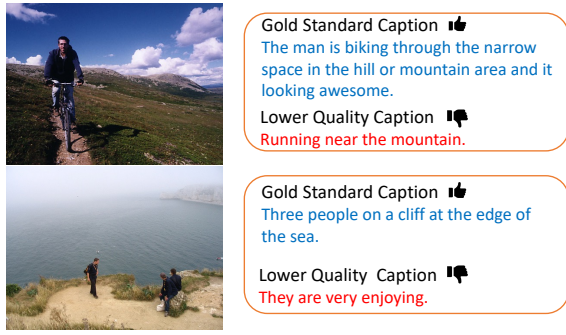 Gold Standard Caption
The man is biking through the narrow
space in the hill or mountain area and it
looking awesome.
Lower Quality Caption
Running near the mountain.
Gold Standard Caption
Three people on a cliff at the edge of
the sea.
Lower Quality Caption
They are very enjoying.